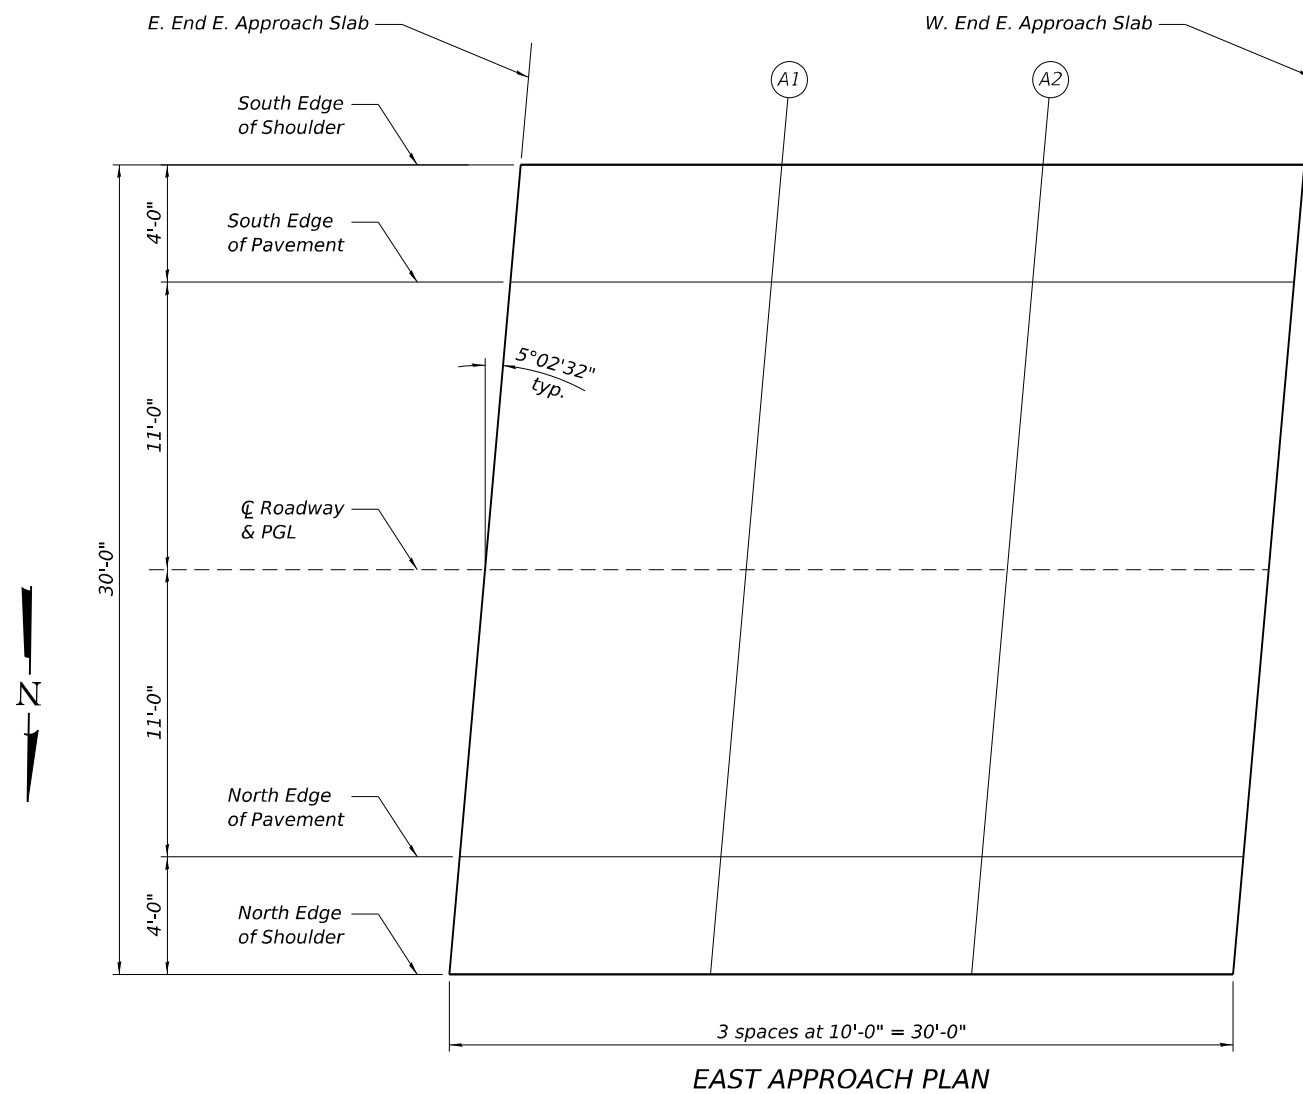 E. End E. Approach Slab
W. End E. Approach Slab
A1
A2
South Edge
of Shoulder
4'-0"
South Edge
of Pavement
5°02'32"
typ.
11'-0"
℄ Roadway
& PGL
30'-0"
N
11'-0"
North Edge
of Pavement
4'-0"
North Edge
of Shoulder
3 spaces at 10'-0" = 30'-0"
EAST APPROACH PLAN